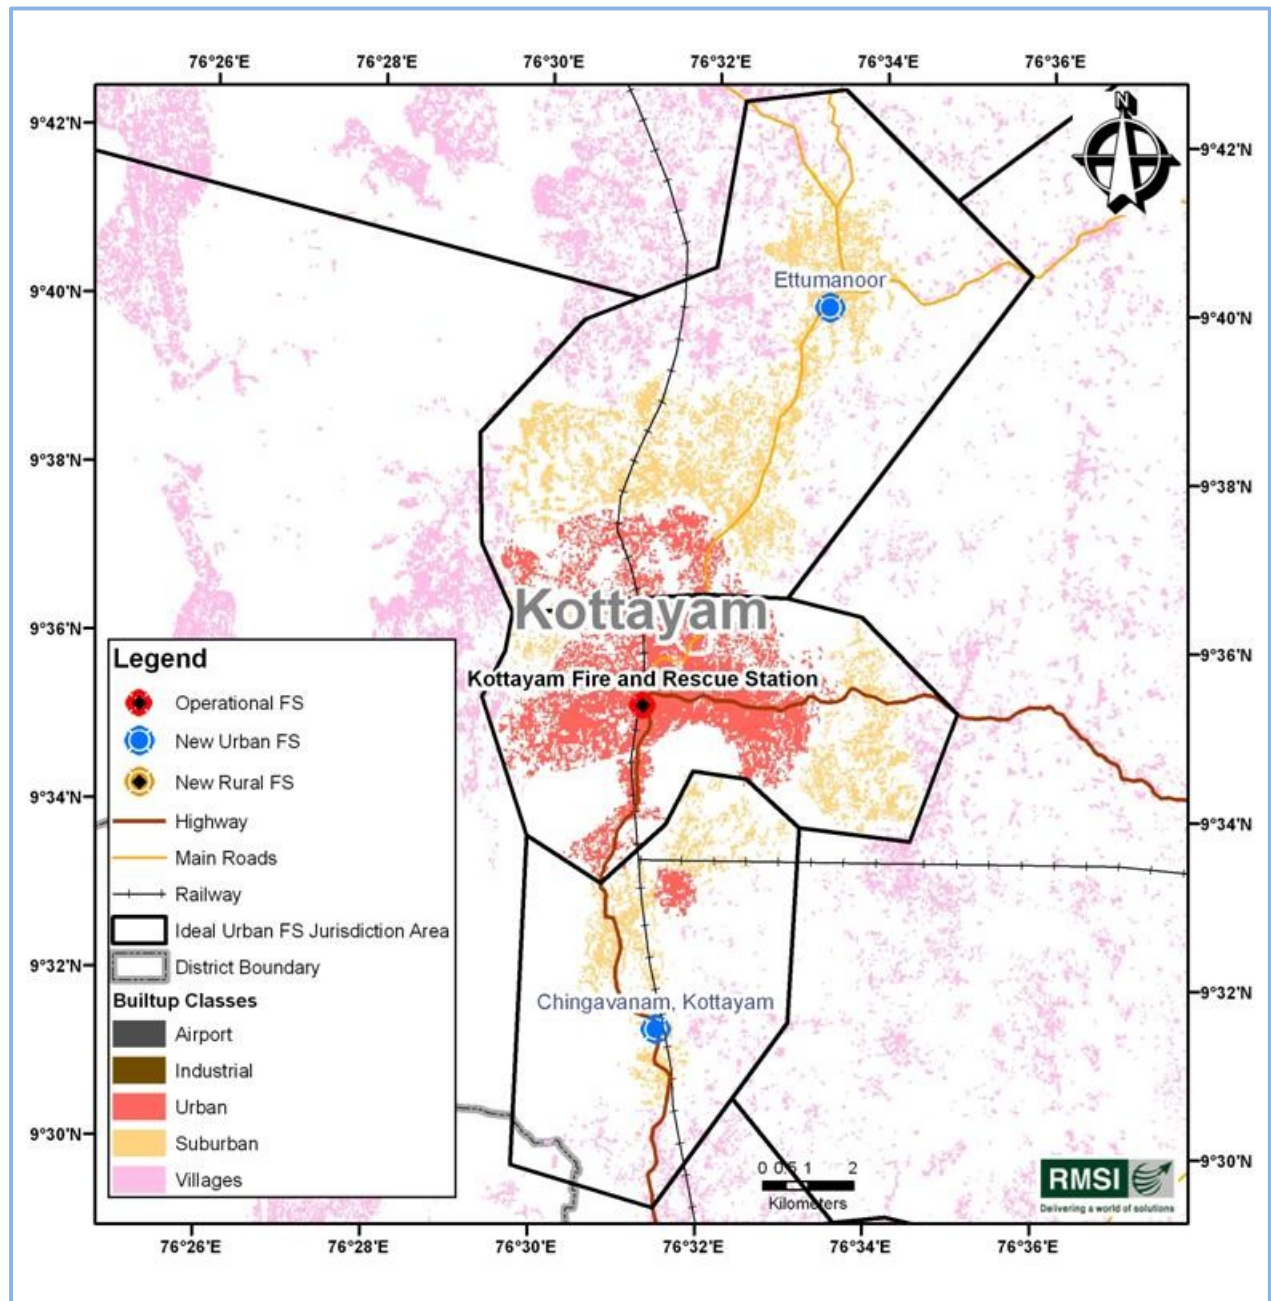 76°26'E 76°28'E 76°30'E 76°32'E 76°34'E 76°36'E
N
9°42'N
9°42'N
Ettumanoor
9°40'N
9°40'N
9°38'N
9°38'N
Kottayam
9°36'N
9°36'N
Kottayam Fire and Rescue Station
9°34'N
9°34'N
9°32'N
9°32'N
Chingavanam, Kottayam
9°30'N
9°30'N
Legend
Operational FS
New Urban FS
New Rural FS
Highway
Main Roads
Railway
Ideal Urban FS Jurisdiction Area
District Boundary
Builtup Classes
Airport
Industrial
Urban
Suburban
Villages
0 0.5 1 2
Kilometers
RMSI
Delivering a world of solutions
76°26'E 76°28'E 76°30'E 76°32'E 76°34'E 76°36'E